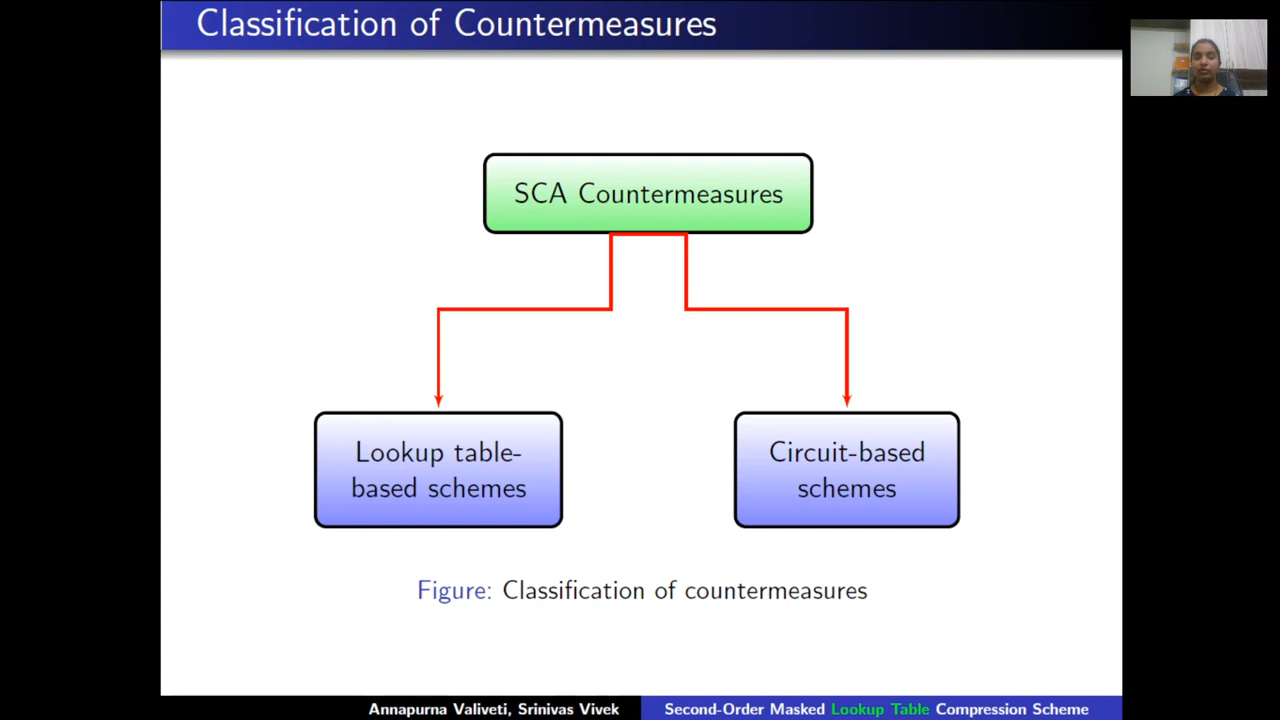 Classification of Countermeasures
SCA Countermeasures
Lookup table-
based schemes
Circuit-based
schemes
Figure: Classification of countermeasures
Annapurna Valiveti, Srinivas Vivek
Second-Order Masked Lookup Table Compression Scheme